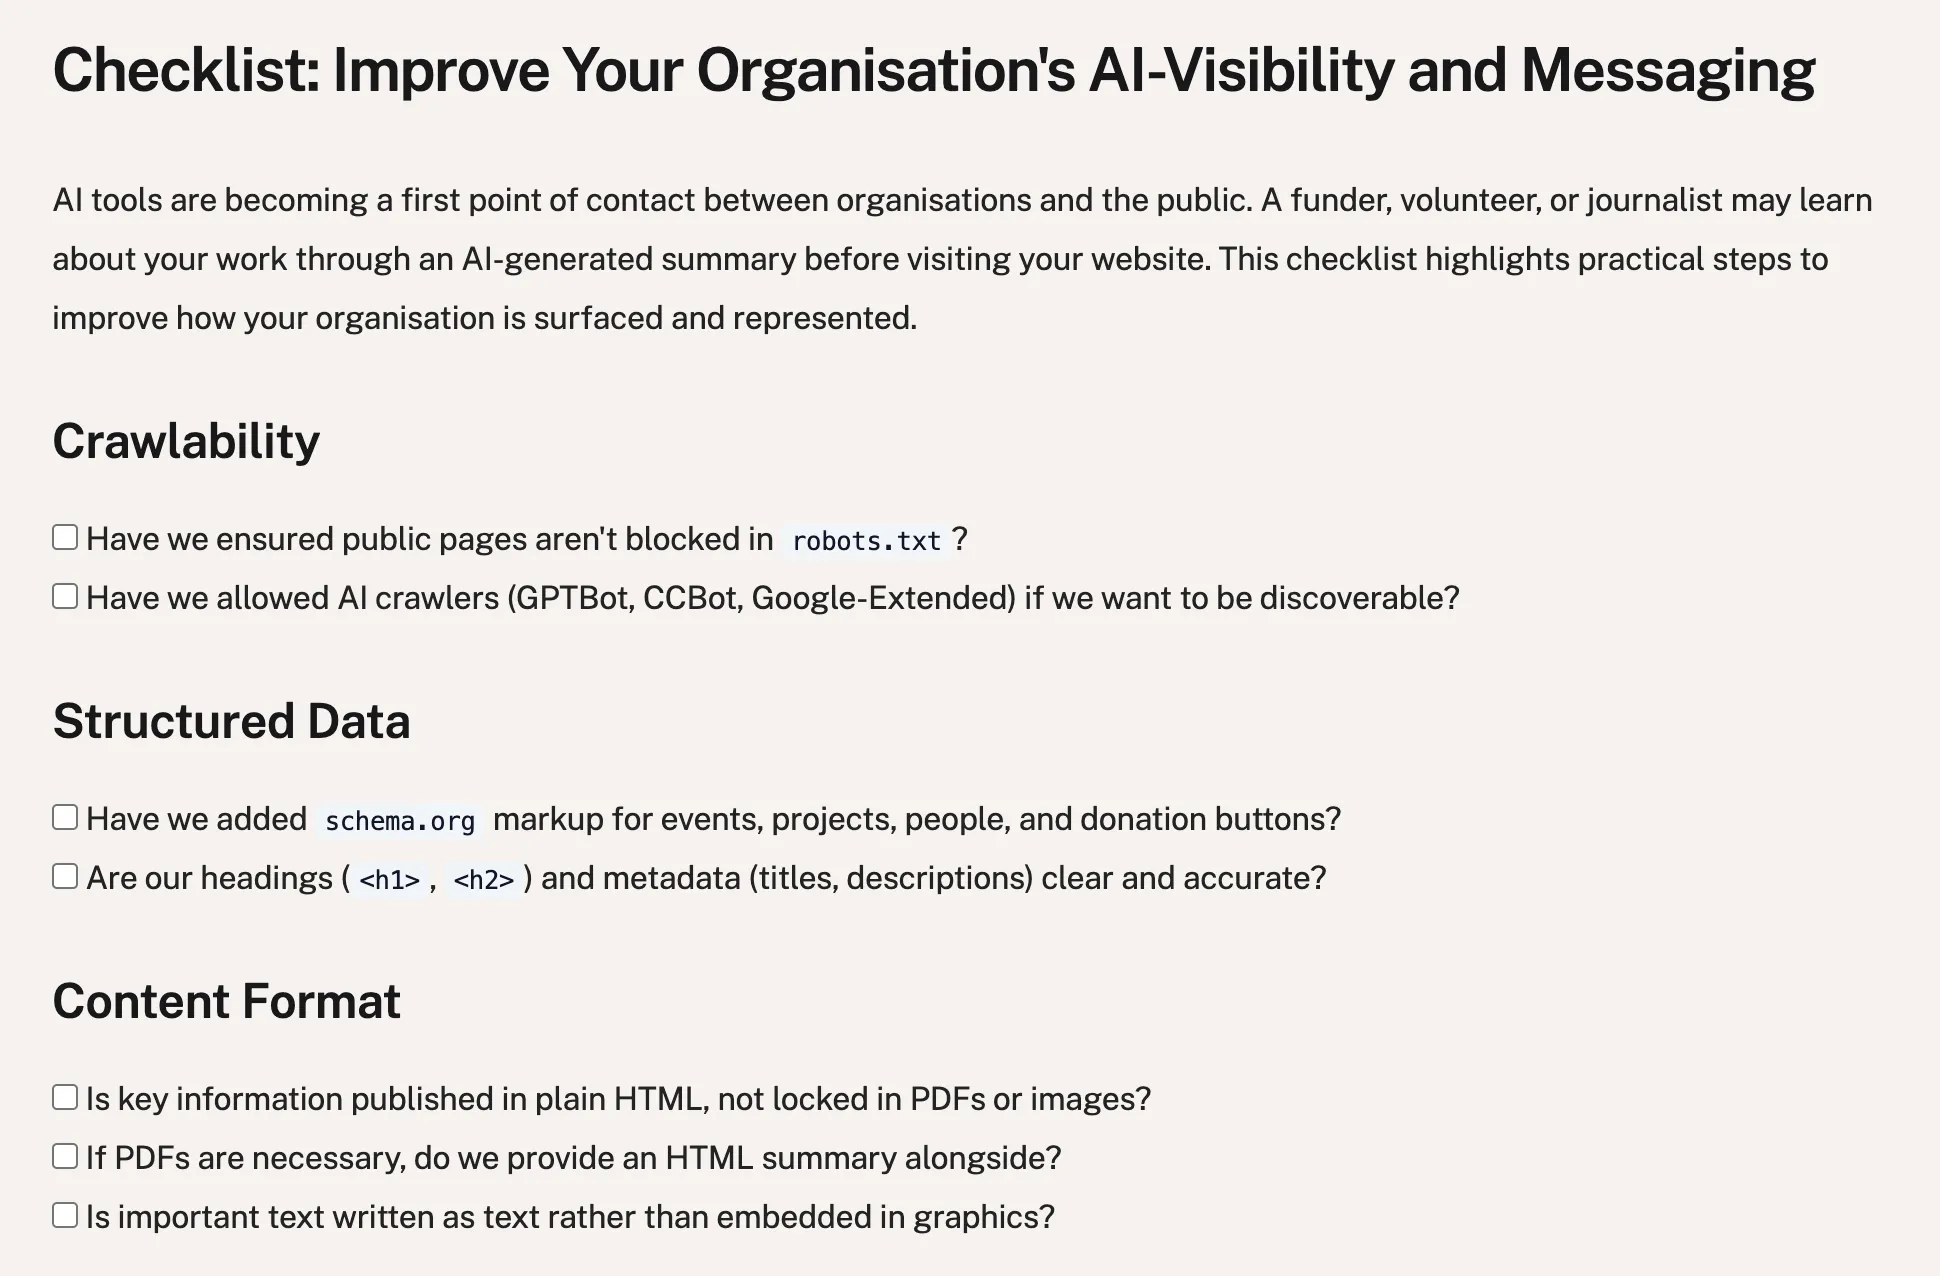 Checklist: Improve Your Organisation's AI-Visibility and Messaging
AI tools are becoming a first point of contact between organisations and the public. A funder, volunteer, or journalist may learn
about your work through an AI-generated summary before visiting your website. This checklist highlights practical steps to
improve how your organisation is surfaced and represented.
Crawlability
Have we ensured public pages aren't blocked in robots.txt?
Have we allowed AI crawlers (GPTBot, CCBot, Google-Extended) if we want to be discoverable?
Structured Data
Have we added schema.org markup for events, projects, people, and donation buttons?
Are our headings (<h1>, <h2>) and metadata (titles, descriptions) clear and accurate?
Content Format
Is key information published in plain HTML, not locked in PDFs or images?
If PDFs are necessary, do we provide an HTML summary alongside?
Is important text written as text rather than embedded in graphics?